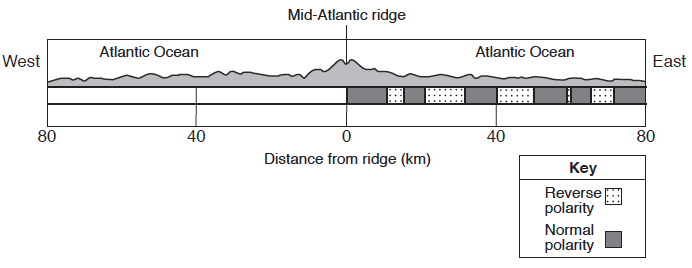 Mid-Atlantic ridge
Atlantic Ocean
Atlantic Ocean
West
East
80
40
0
40
80
Distance from ridge (km)
Key
Reverse
polarity
Normal
polarity